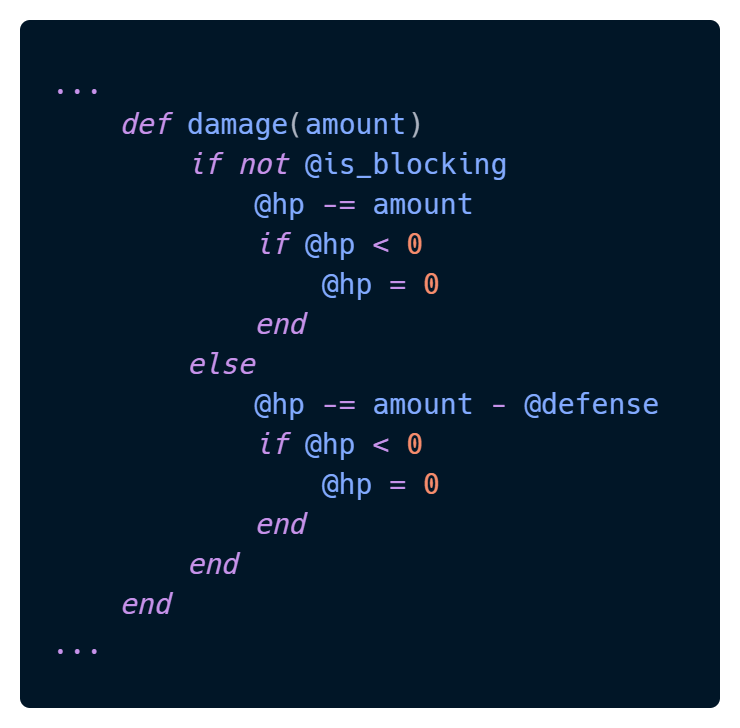 ...
    def damage(amount)
        if not @is_blocking
            @hp -= amount
            if @hp < 0
                @hp = 0
            end
        else
            @hp -= amount - @defense
            if @hp < 0
                @hp = 0
            end
        end
    end
...